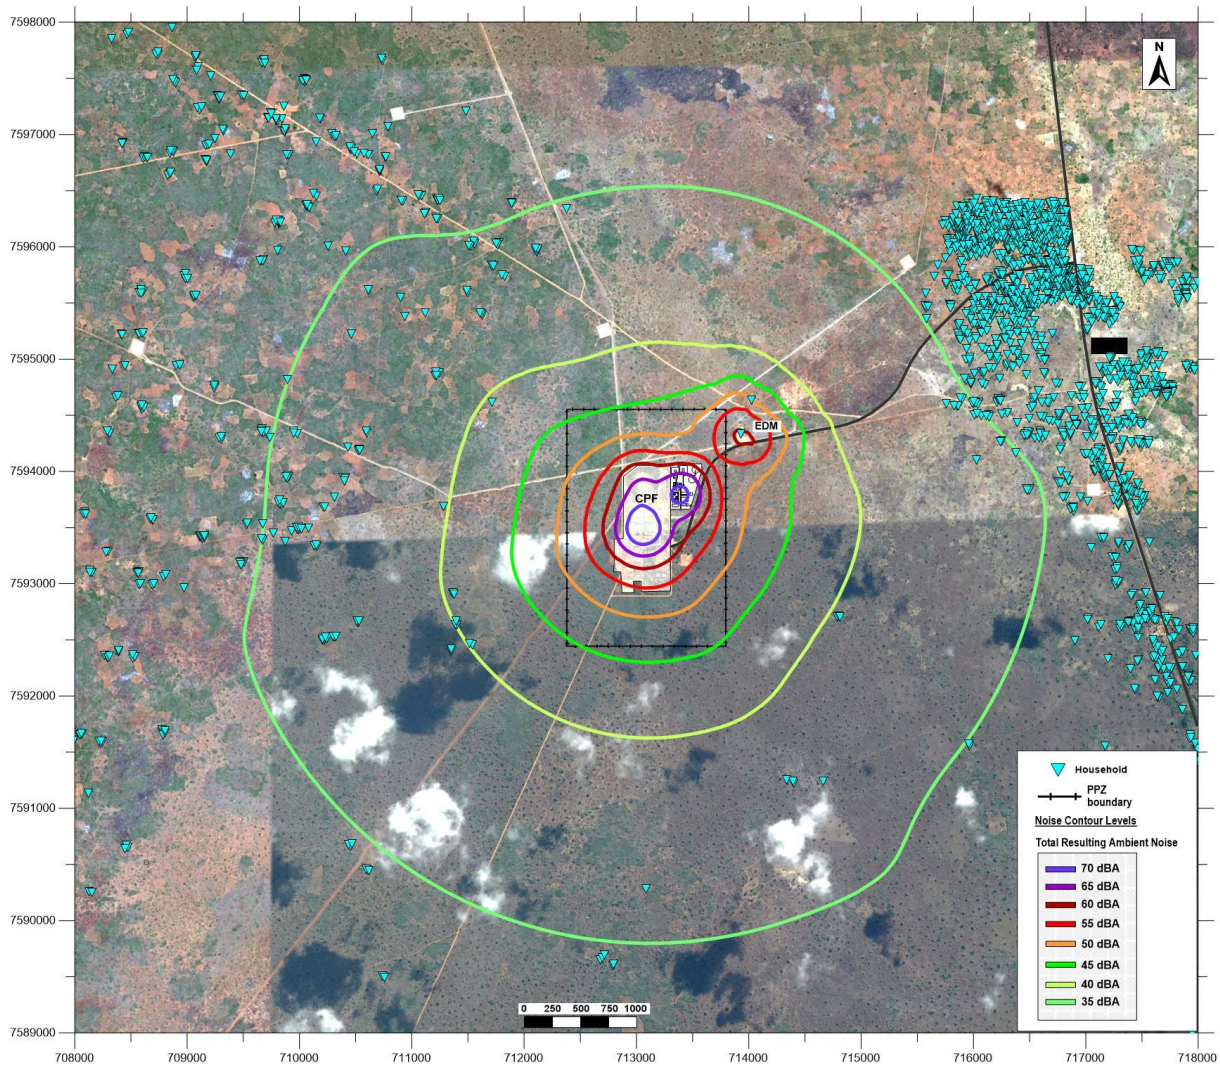 7598000
N
7597000
7596000
7595000
EDM
7594000
CPF
7593000
7592000
Household
PPZ
boundary
Noise Contour Levels
Total Resulting Ambient Noise
70 dBA
65 dBA
60 dBA
55 dBA
50 dBA
45 dBA
40 dBA
35 dBA
7591000
7590000
0 250 500 750 1000
7589000
708000 709000 710000 711000 712000 713000 714000 715000 716000 717000 718000